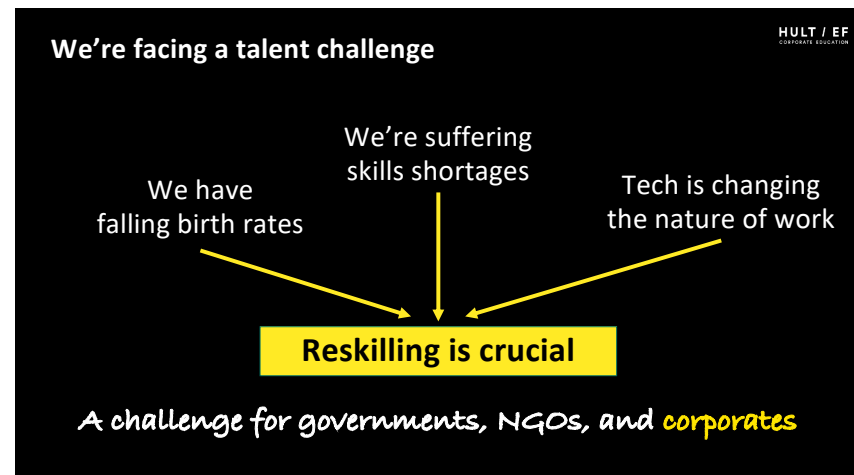 We’re facing a talent challenge
HULT / EF
CORPORATE EDUCATION
We’re suffering
skills shortages
We have
falling birth rates
Tech is changing
the nature of work
Reskilling is crucial
A challenge for governments, NGOs, and corporates